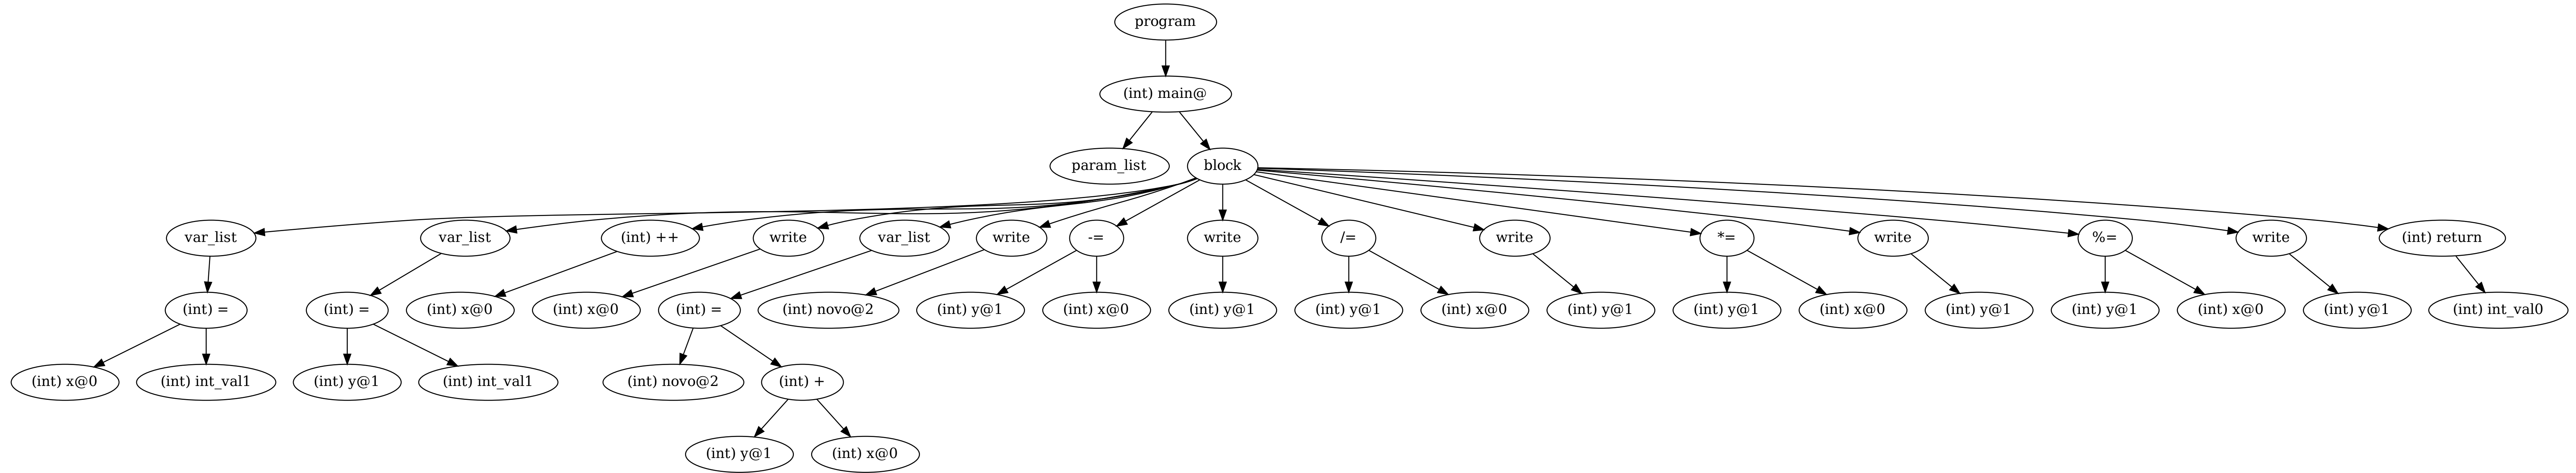 program
(int) main@
param_list
block
var_list
var_list
(int) ++
write
var_list
write
-=
write
/=
write
*=
write
%=
write
(int) return
(int) =
(int) =
(int) x@0
(int) x@0
(int) =
(int) novo@2
(int) y@1
(int) x@0
(int) y@1
(int) y@1
(int) x@0
(int) y@1
(int) y@1
(int) x@0
(int) y@1
(int) y@1
(int) x@0
(int) y@1
(int) int_val0
(int) x@0
(int) int_val1
(int) y@1
(int) int_val1
(int) novo@2
(int) +
(int) y@1
(int) x@0